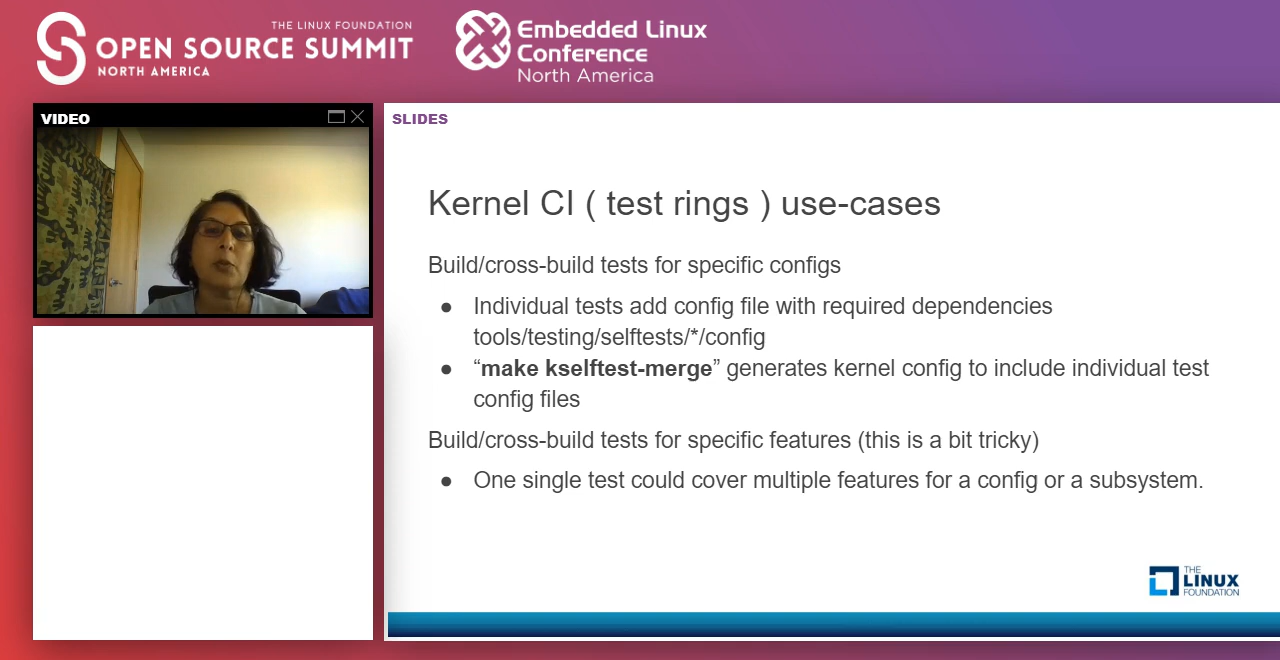 THE LINUX FOUNDATION
OPEN SOURCE SUMMIT
NORTH AMERICA
Embedded Linux
Conference
North America
VIDEO
SLIDES
Kernel CI ( test rings ) use-cases
Build/cross-build tests for specific configs
● Individual tests add config file with required dependencies
tools/testing/selftests/*/config
● “make kselftest-merge” generates kernel config to include individual test
config files
Build/cross-build tests for specific features (this is a bit tricky)
● One single test could cover multiple features for a config or a subsystem.
THE
LINUX
FOUNDATION